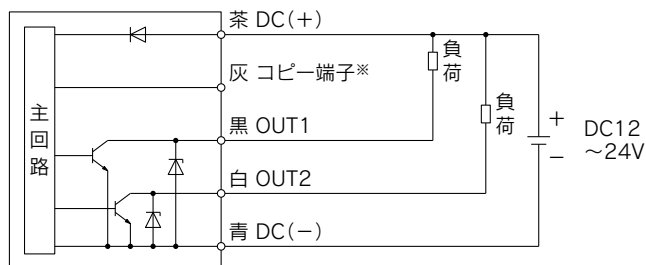 茶 DC(+)
灰 コピー端子※
負荷
負荷
主回路
黒 OUT1
+
−
DC12
～24V
白 OUT2
青 DC(−)